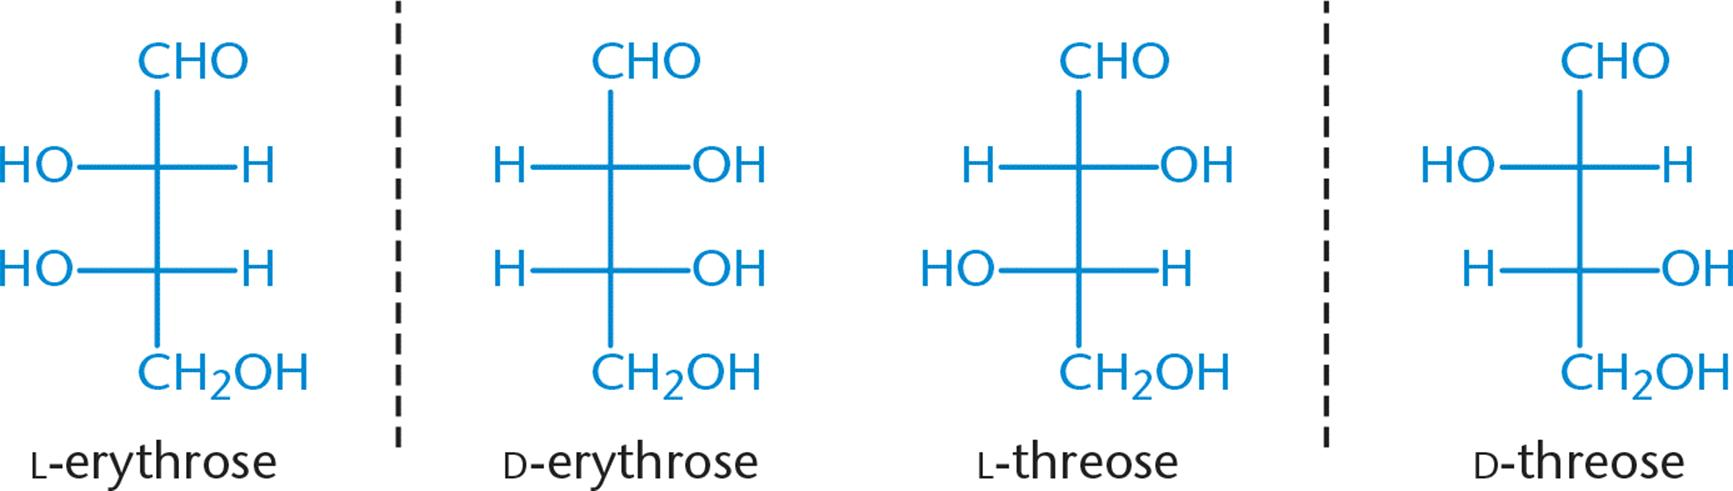 CHO CHO CHO CHO
HO H H OH H OH HO H
HO H H OH HO H H OH
CH₂OH CH₂OH CH₂OH CH₂OH
L-erythrose D-erythrose L-threose D-threose